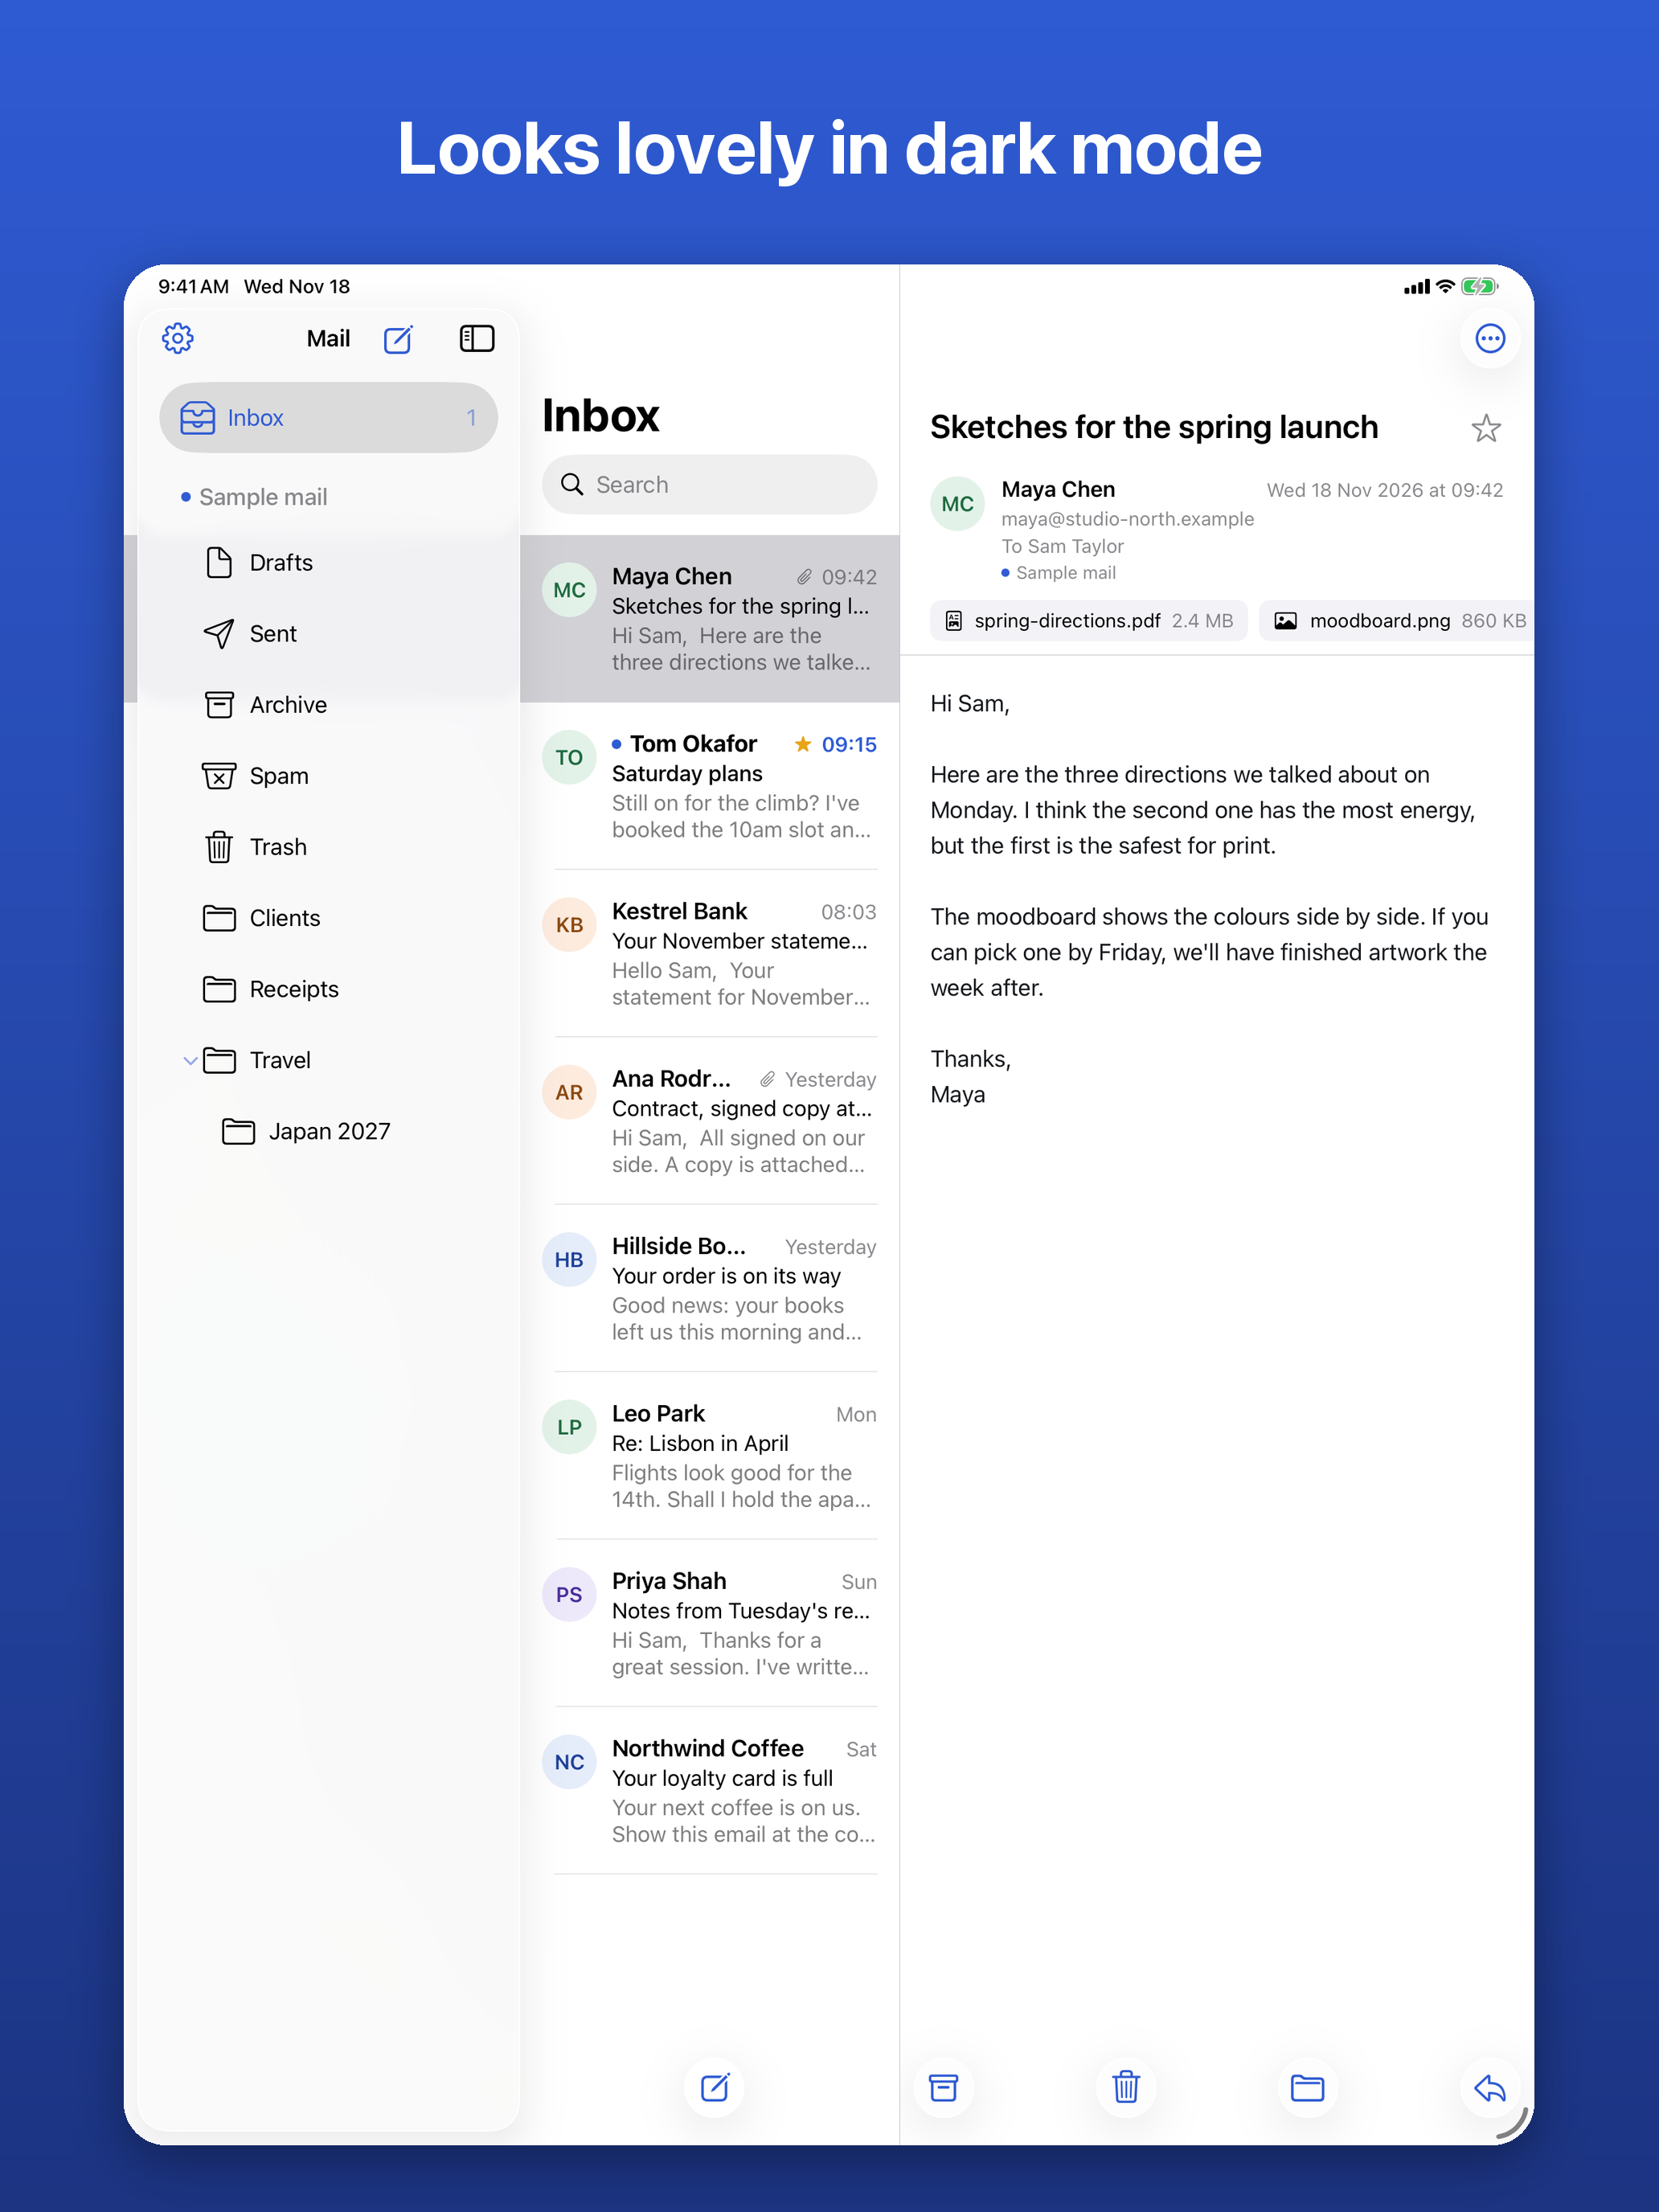 Looks lovely in dark mode
9:41 AM Wed Nov 18
Mail
Inbox 1
Sample mail
Drafts
Sent
Archive
Spam
Trash
Clients
Receipts
Travel
Japan 2027
Inbox
Search
MC
Maya Chen 09:42
Sketches for the spring l...
Hi Sam, Here are the
three directions we talke...
TO
Tom Okafor 09:15
Saturday plans
Still on for the climb? I've
booked the 10am slot an...
KB
Kestrel Bank 08:03
Your November stateme...
Hello Sam, Your
statement for November...
AR
Ana Rodr... Yesterday
Contract, signed copy at...
Hi Sam, All signed on our
side. A copy is attached...
HB
Hillside Bo... Yesterday
Your order is on its way
Good news: your books
left us this morning and...
LP
Leo Park Mon
Re: Lisbon in April
Flights look good for the
14th. Shall I hold the apa...
PS
Priya Shah Sun
Notes from Tuesday's re...
Hi Sam, Thanks for a
great session. I've writte...
NC
Northwind Coffee Sat
Your loyalty card is full
Your next coffee is on us.
Show this email at the co...
Sketches for the spring launch
MC
Maya Chen Wed 18 Nov 2026 at 09:42
maya@studio-north.example
To Sam Taylor
Sample mail
spring-directions.pdf 2.4 MB moodboard.png 860 KB
Hi Sam,
Here are the three directions we talked about on
Monday. I think the second one has the most energy,
but the first is the safest for print.
The moodboard shows the colours side by side. If you
can pick one by Friday, we'll have finished artwork the
week after.
Thanks,
Maya